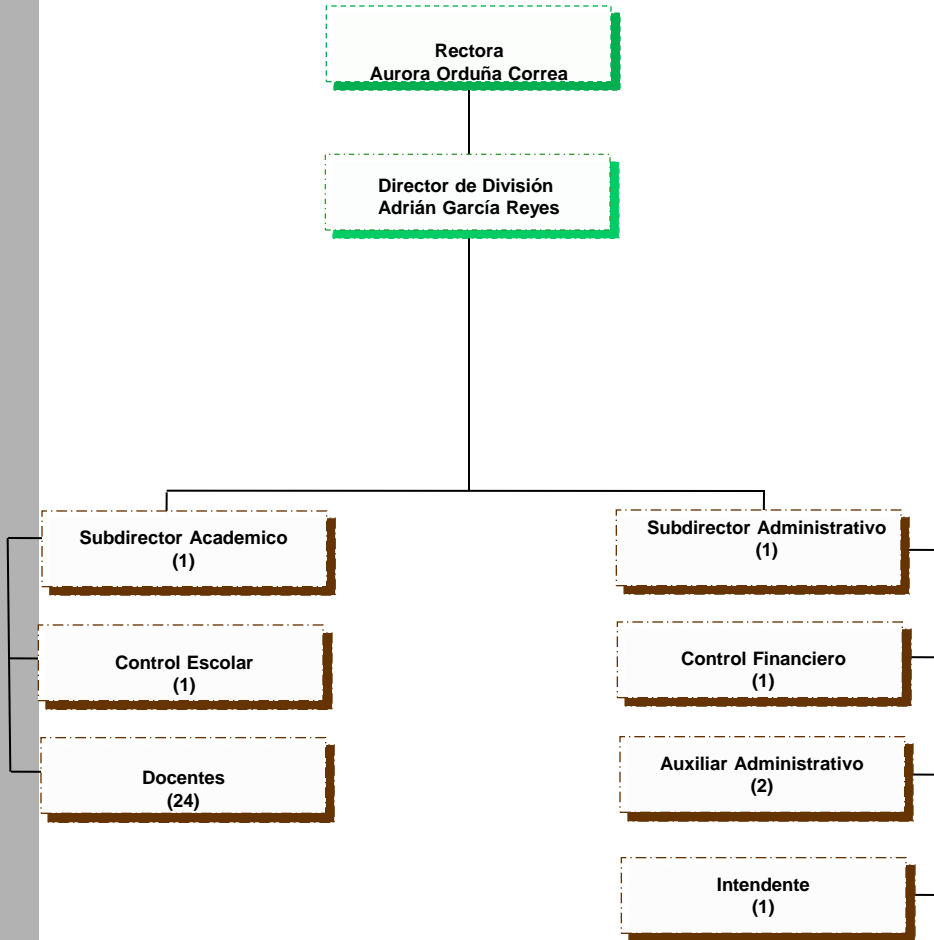 Rectora
Aurora Orduña Correa
Director de División
Adrián García Reyes
Subdirector Academico
(1)
Control Escolar
(1)
Docentes
(24)
Subdirector Administrativo
(1)
Control Financiero
(1)
Auxiliar Administrativo
(2)
Intendente
(1)